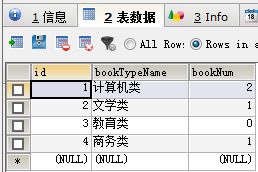 1 信息
2 表数据
3 Info
18
All Row:
Rows in a
id bookTypeName bookNum
1 计算机类 2
2 文学类 1
3 教育类 0
4 商务类 1
* (NULL) (NULL) (NULL)